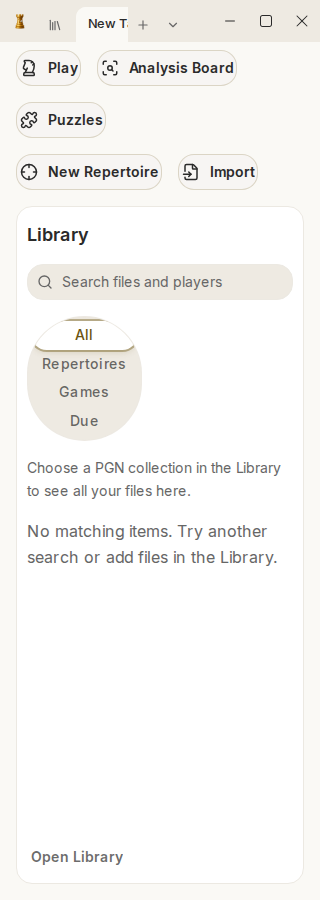 New T
Play
Analysis Board
Puzzles
New Repertoire
Import
Library
Search files and players
All
Repertoires
Games
Due
Choose a PGN collection in the Library
to see all your files here.
No matching items. Try another
search or add files in the Library.
Open Library